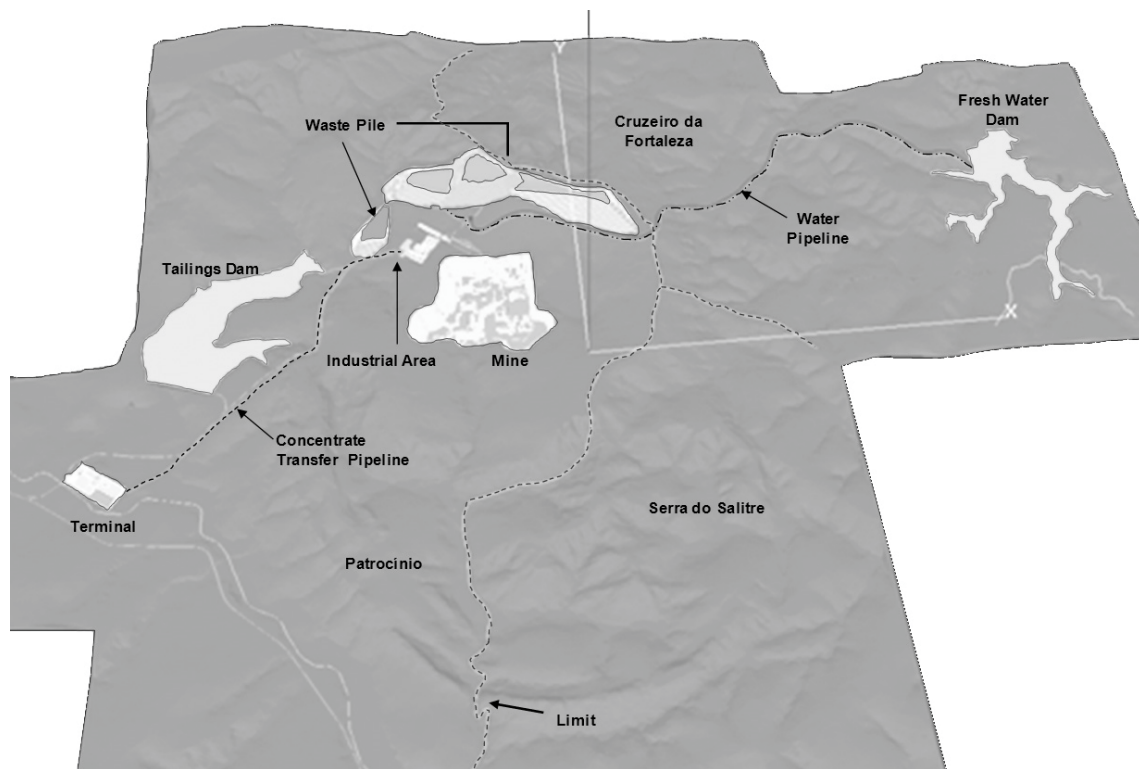 Y
Fresh Water
Dam
Waste Pile
Cruzeiro da
Fortaleza
Water
Pipeline
Tailings Dam
X
Industrial Area
Mine
Concentrate
Transfer Pipeline
Serra do Salitre
Terminal
Patrocinio
Limit